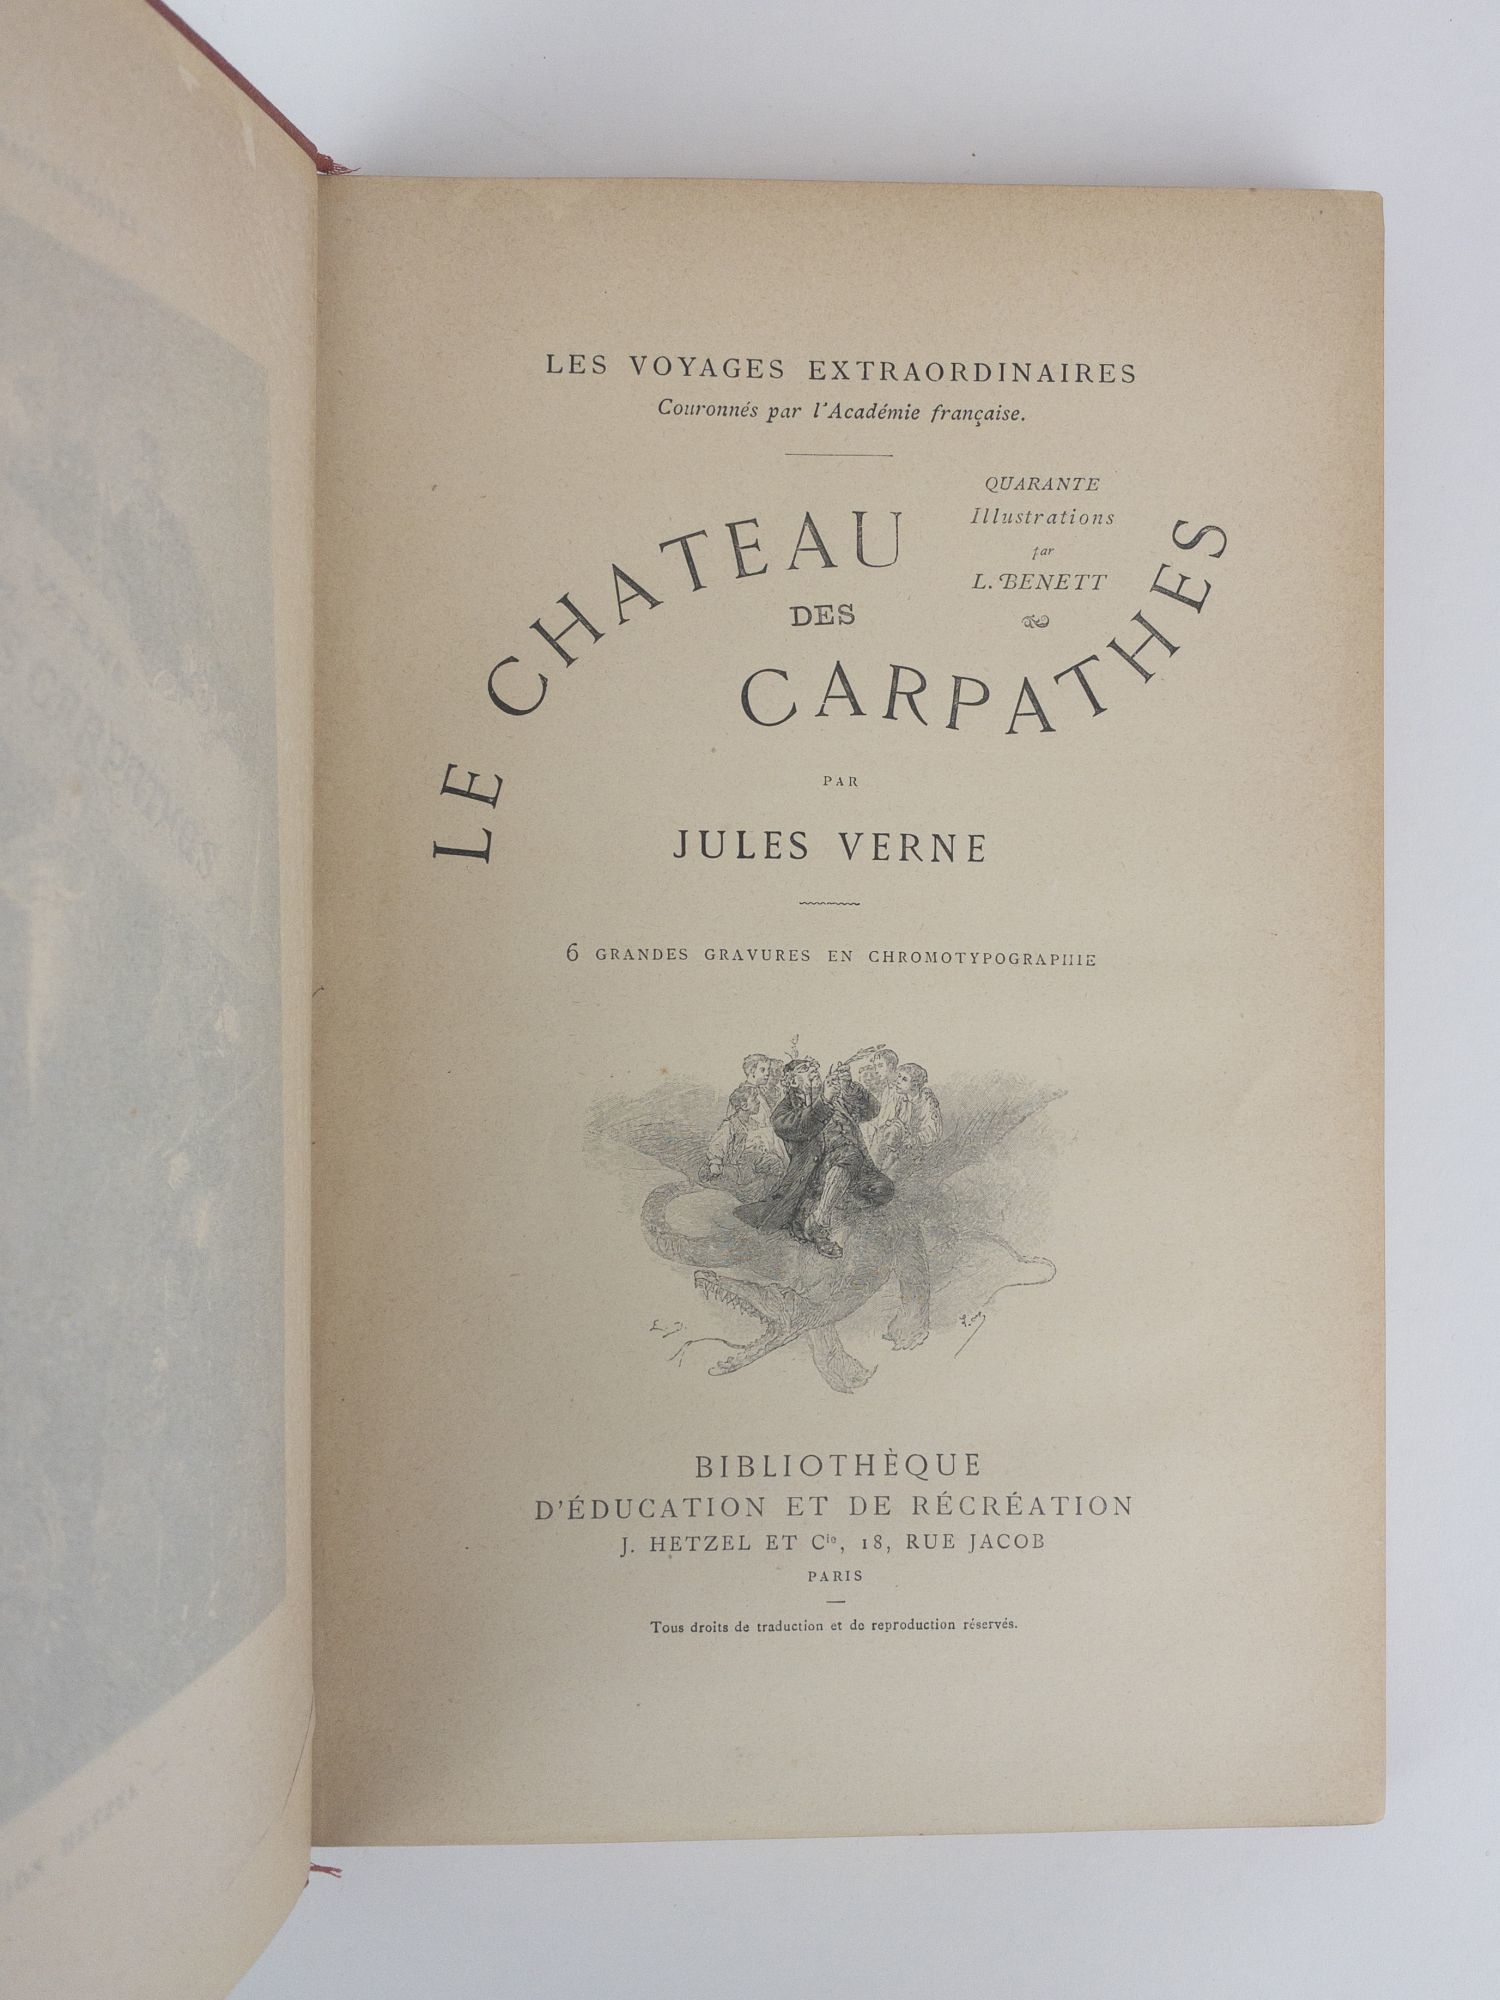 LES VOYAGES EXTRAORDINAIRES
Couronnés par l'Académie française.
QUARANTE
Illustrations
par
L. BENETT
LE CHATEAU
DES
CARPATHES
PAR
JULES VERNE
6 GRANDES GRAVURES EN CHROMOTYPOGRAPHIE
BIBLIOTHÈQUE
D'ÉDUCATION ET DE RÉCRÉATION
J. HETZEL ET Cie, 18, RUE JACOB
PARIS
Tous droits de traduction et de reproduction réservés.